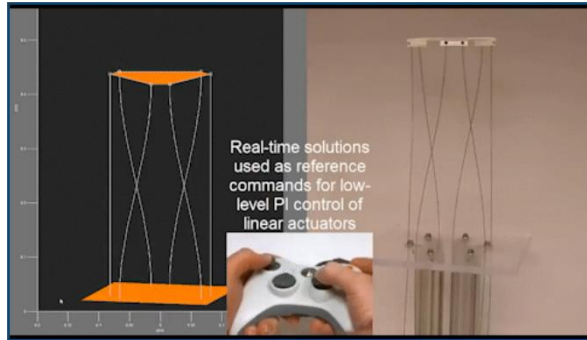 Real-time solutions
used as reference
commands for low-
level PI control of
linear actuators